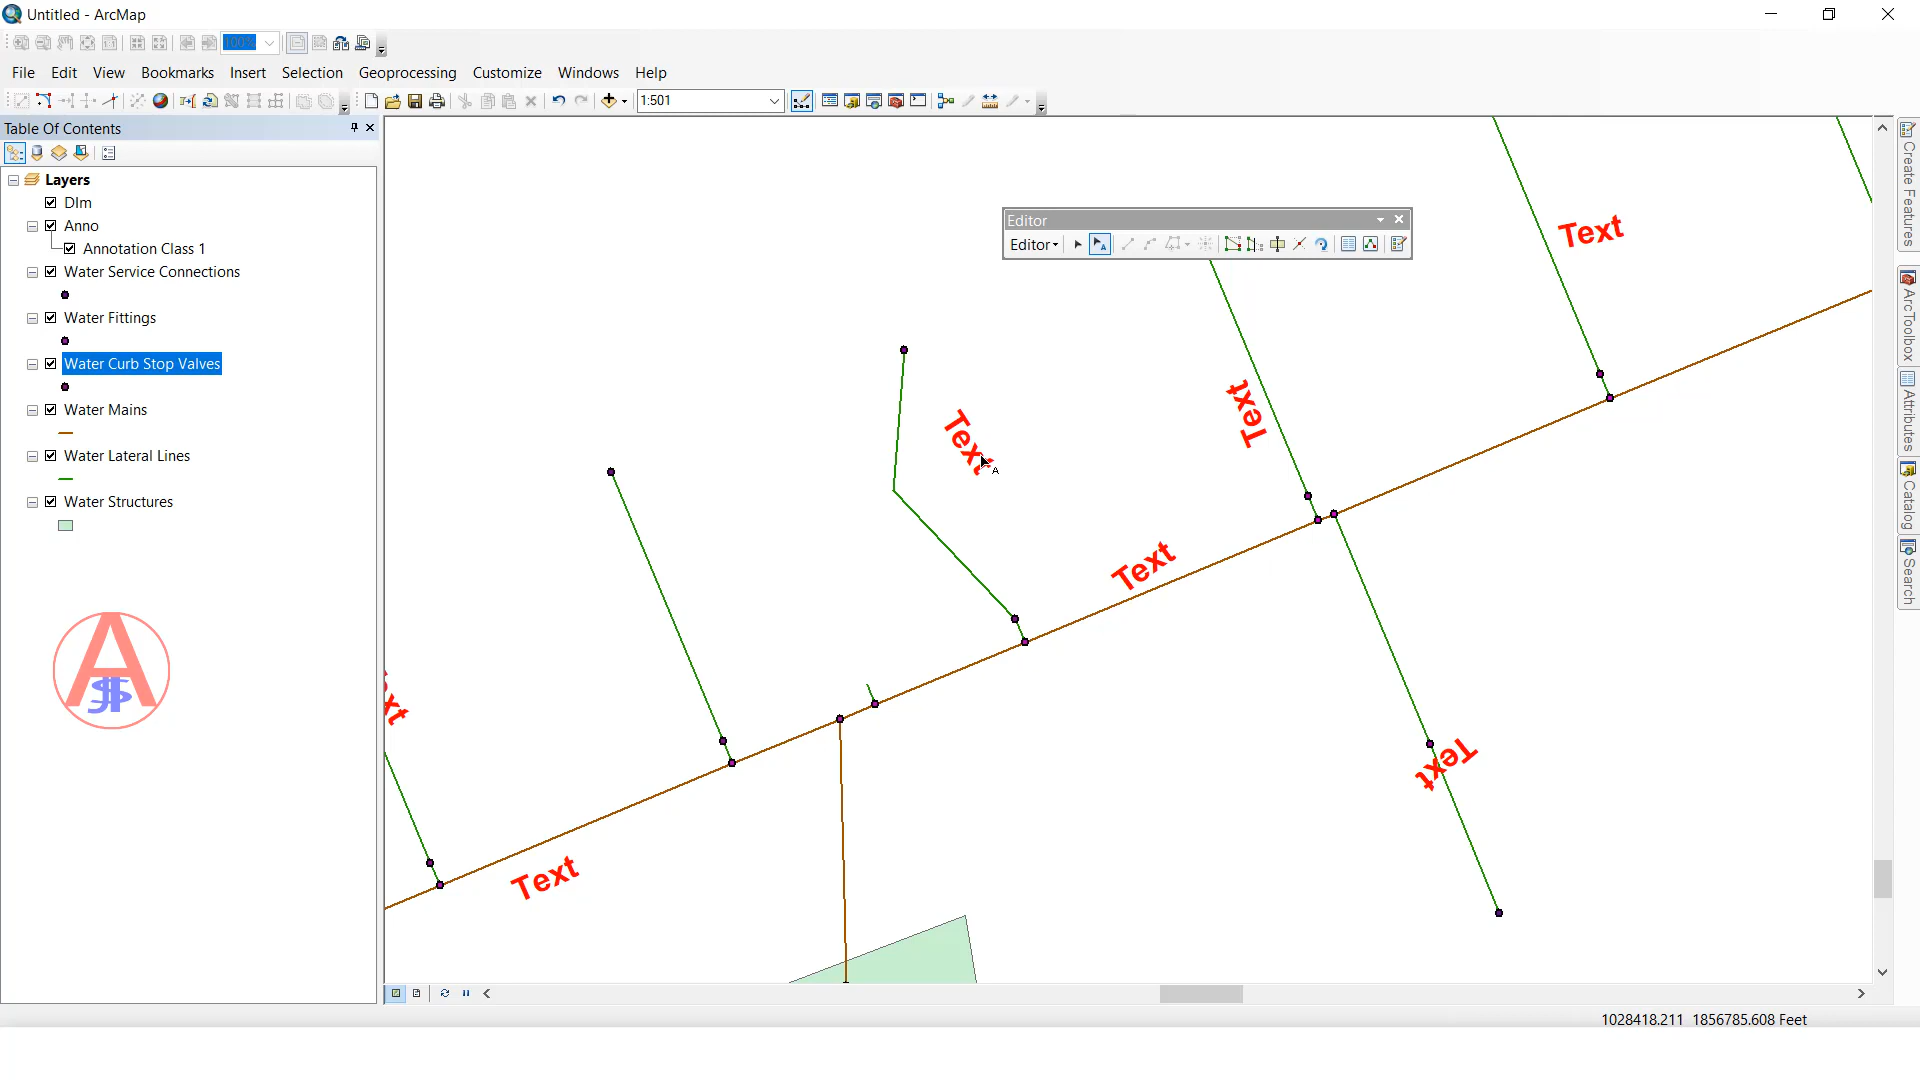 Untitled - ArcMap
100%
File Edit View Bookmarks Insert Selection Geoprocessing Customize Windows Help
1:501
Table Of Contents
Layers
DIm
Anno
Annotation Class 1
Water Service Connections
Water Fittings
Water Curb Stop Valves
Water Mains
Water Lateral Lines
Water Structures
Editor
Editor
Text
Text
Text
Text
Text
Text
A
Create Features
ArcToolbox
Attributes
Catalog
Search
1028418.211 1856785.608 Feet